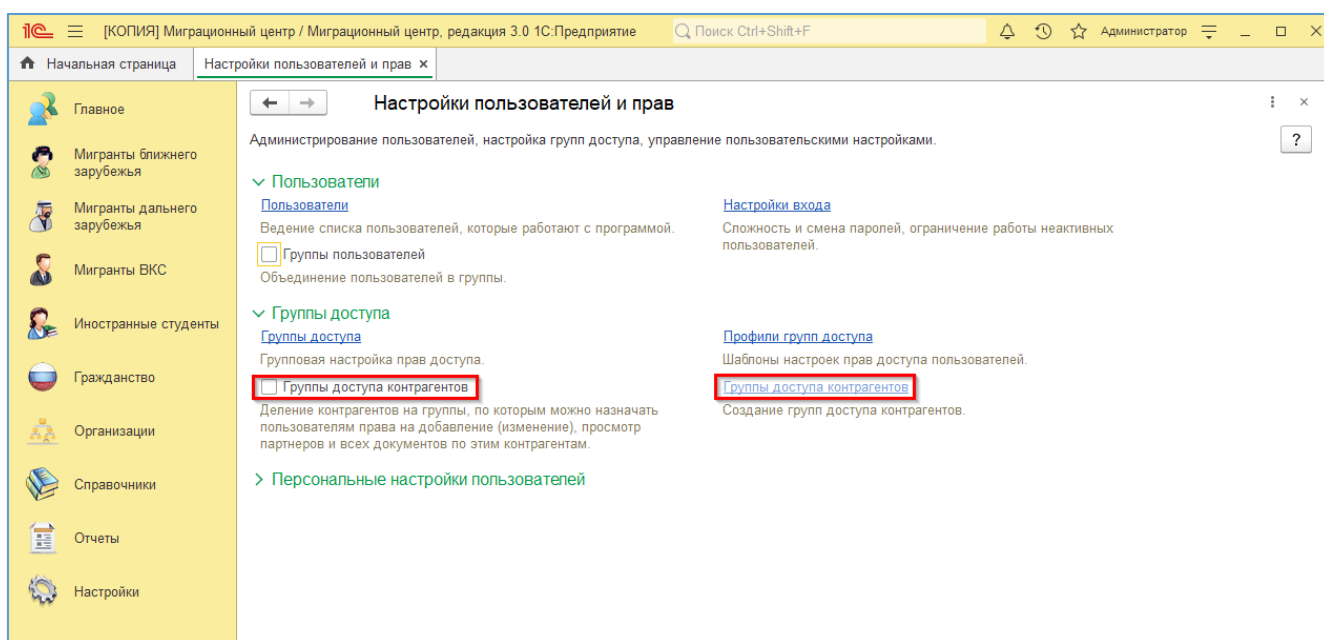 [КОПИЯ] Миграционный центр / Миграционный центр, редакция 3.0 1С:Предприятие
Поиск Ctrl+Shift+F
Администратор
Начальная страница
Настройки пользователей и прав ×
Главное
Мигранты ближнего
зарубежья
Мигранты дальнего
зарубежья
Мигранты ВКС
Иностранные студенты
Гражданство
Организации
Справочники
Отчеты
Настройки
Настройки пользователей и прав
Администрирование пользователей, настройка групп доступа, управление пользовательскими настройками.
?
Пользователи
Пользователи
Ведение списка пользователей, которые работают с программой.
Группы пользователей
Объединение пользователей в группы.
Настройки входа
Сложность и смена паролей, ограничение работы неактивных
пользователей.
Группы доступа
Группы доступа
Групповая настройка прав доступа.
Группы доступа контрагентов
Деление контрагентов на группы, по которым можно назначать
пользователям права на добавление (изменение), просмотр
партнеров и всех документов по этим контрагентам.
Профили групп доступа
Шаблоны настроек прав доступа пользователей.
Группы доступа контрагентов
Создание групп доступа контрагентов.
Персональные настройки пользователей